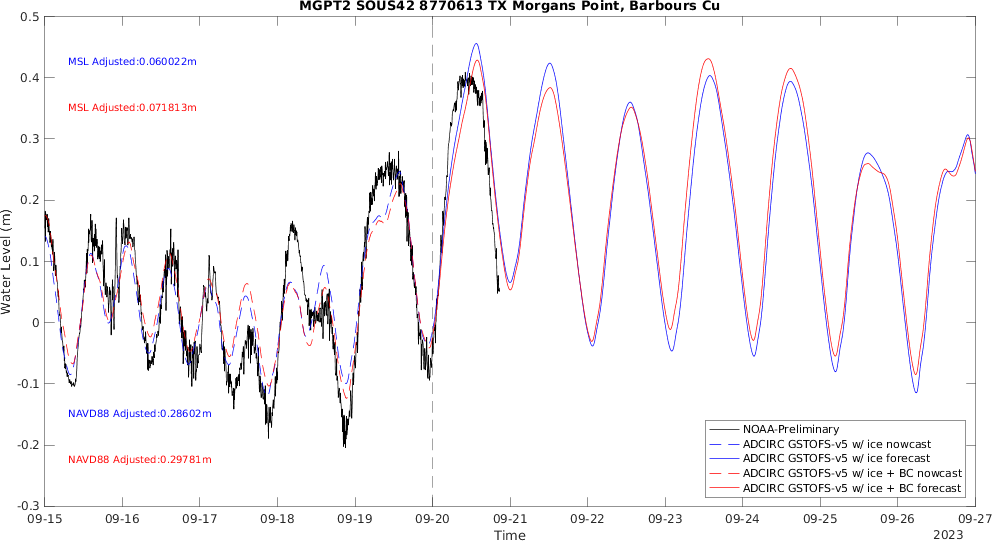 MGPT2 SOUS42 8770613 TX Morgans Point, Barbours Cu
0.5
0.4
0.3
0.2
0.1
0
-0.1
-0.2
-0.3
Water Level (m)
MSL Adjusted:0.060022m
MSL Adjusted:0.071813m
NAVD88 Adjusted:0.28602m
NAVD88 Adjusted:0.29781m
NOAA-Preliminary
ADCIRC GSTOFS-v5 w/ ice nowcast
ADCIRC GSTOFS-v5 w/ ice forecast
ADCIRC GSTOFS-v5 w/ ice + BC nowcast
ADCIRC GSTOFS-v5 w/ ice + BC forecast
09-15 09-16 09-17 09-18 09-19 09-20 09-21 09-22 09-23 09-24 09-25 09-26 09-27
Time
2023